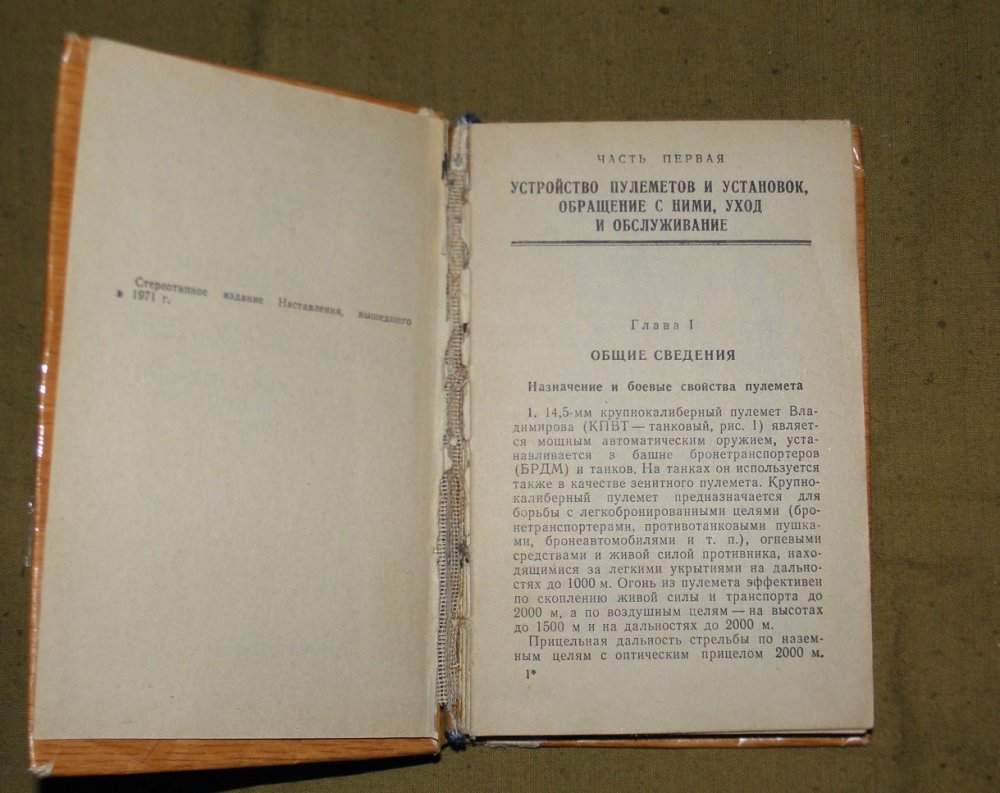 Стереотипное издание Наставления, вышедшего
в 1971 г.
ЧАСТЬ ПЕРВАЯ
УСТРОЙСТВО ПУЛЕМЕТОВ И УСТАНОВОК,
ОБРАЩЕНИЕ С НИМИ, УХОД
И ОБСЛУЖИВАНИЕ
Глава I
ОБЩИЕ СВЕДЕНИЯ
Назначение и боевые свойства пулемета
1. 14,5-мм крупнокалиберный пулемет Вла-
димирова (КПВТ — танковый, рис. 1) являет-
ся мощным автоматическим оружием, уста-
навливается в башне бронетранспортеров
(БРДМ) и танков. На танках он используется
также в качестве зенитного пулемета. Крупно-
калиберный пулемет предназначается для
борьбы с легкобронированными целями (бро-
нетранспортерами, противотанковыми пушка-
ми, бронеавтомобилями и т. п.), огневыми
средствами и живой силой противника, нахо-
дящимися за легкими укрытиями на дально-
стях до 1000 м. Огонь из пулемета эффективен
по скоплению живой силы и транспорта до
2000 м, а по воздушным целям — на высотах
до 1500 м и на дальностях до 2000 м.
Прицельная дальность стрельбы по назем-
ным целям с оптическим прицелом 2000 м.
1*